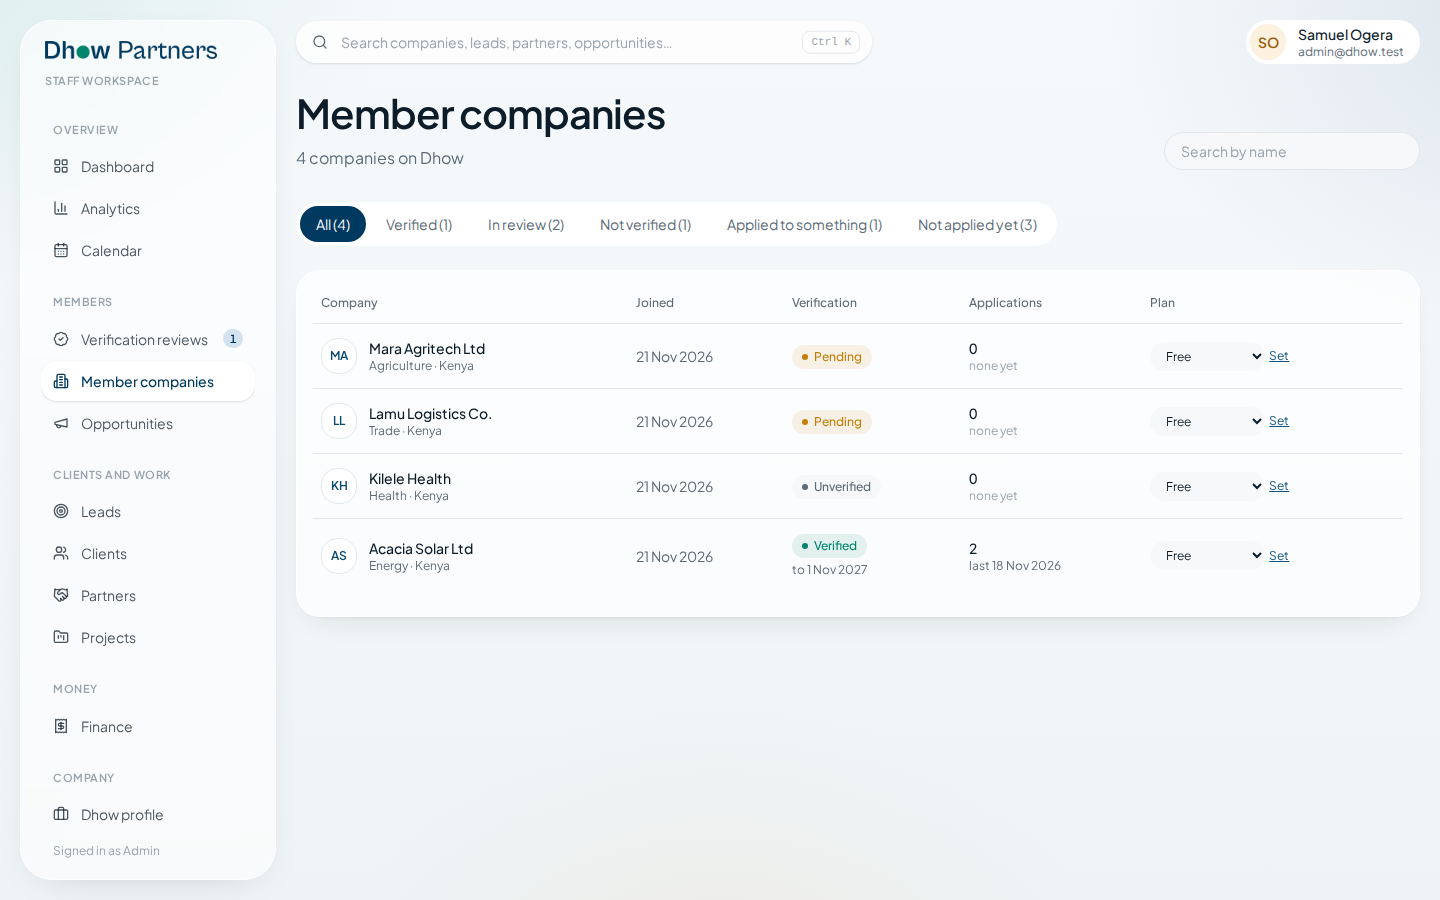 Dhow Partners
STAFF WORKSPACE
OVERVIEW
Dashboard
Analytics
Calendar
MEMBERS
Verification reviews 1
Member companies
Opportunities
CLIENTS AND WORK
Leads
Clients
Partners
Projects
MONEY
Finance
COMPANY
Dhow profile
Signed in as Admin
Search companies, leads, partners, opportunities... Ctrl K
SO
Samuel Ogera
admin@dhow.test
Member companies
4 companies on Dhow
Search by name
All (4) Verified (1) In review (2) Not verified (1) Applied to something (1) Not applied yet (3)
Company Joined Verification Applications Plan
MA Mara Agritech Ltd 21 Nov 2026 Pending 0 Free Set
Agriculture · Kenya none yet
LL Lamu Logistics Co. 21 Nov 2026 Pending 0 Free Set
Trade · Kenya none yet
KH Kilele Health 21 Nov 2026 Unverified 0 Free Set
Health · Kenya none yet
AS Acacia Solar Ltd 21 Nov 2026 Verified 2 Free Set
Energy · Kenya to 1 Nov 2027 last 18 Nov 2026